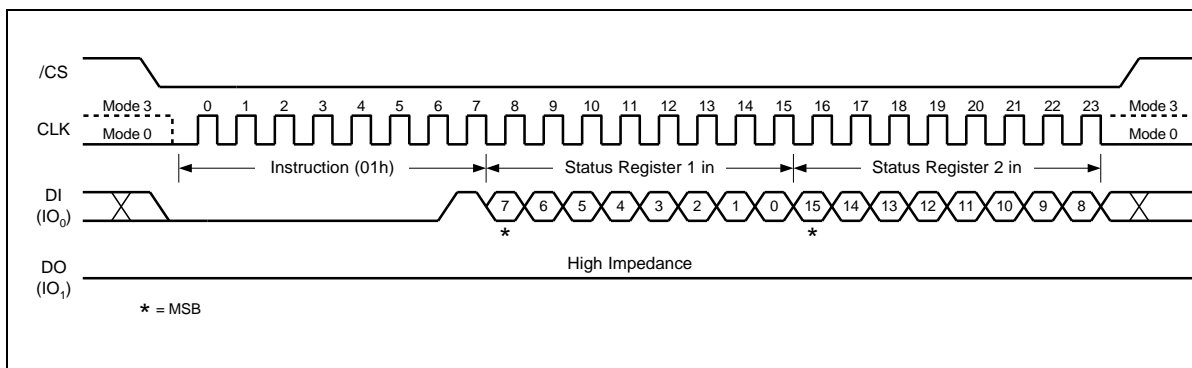 /CS
Mode 3 0 1 2 3 4 5 6 7 8 9 10 11 12 13 14 15 16 17 18 19 20 21 22 23 Mode 3
CLK Mode 0 Mode 0
Instruction (01h) Status Register 1 in Status Register 2 in
DI
(IO0) 7 6 5 4 3 2 1 0 15 14 13 12 11 10 9 8
* *
High Impedance
DO
(IO1)
* = MSB